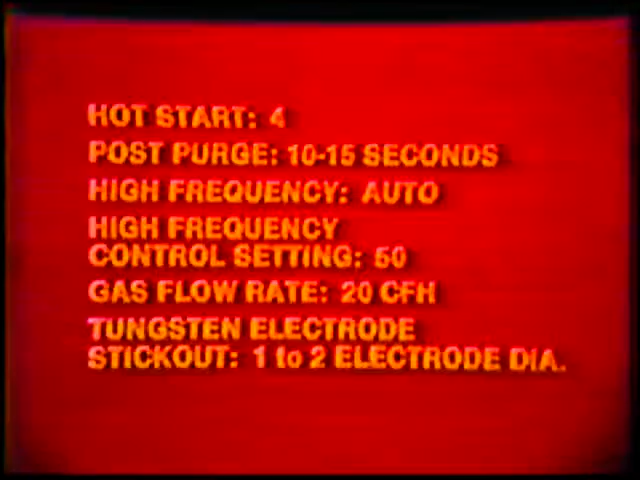 HOT START: 4
POST PURGE: 10-15 SECONDS
HIGH FREQUENCY: AUTO
HIGH FREQUENCY
CONTROL SETTING: 50
GAS FLOW RATE: 20 CFH
TUNGSTEN ELECTRODE
STICKOUT: 1 to 2 ELECTRODE DIA.